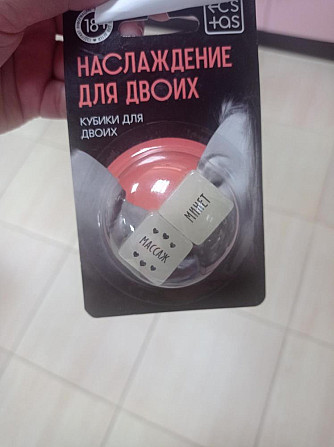 18+
ECS
tas
НАСЛАЖДЕНИЕ
ДЛЯ ДВОИХ
КУБИКИ ДЛЯ
ДВОИХ
МИНЕТ
МАССАЖ